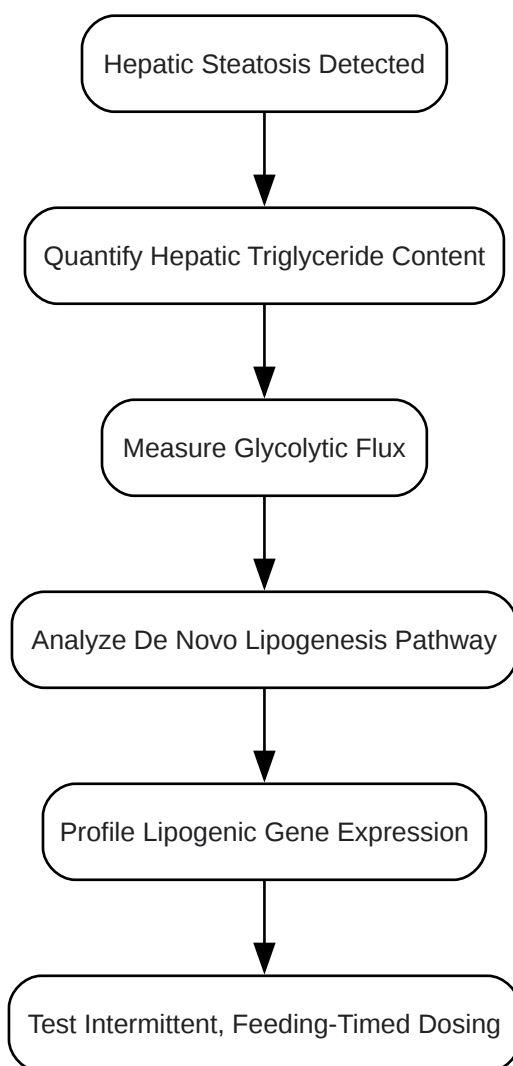 Hepatic Steatosis Detected
Quantify Hepatic Triglyceride Content
Measure Glycolytic Flux
Analyze De Novo Lipogenesis Pathway
Profile Lipogenic Gene Expression
Test Intermittent, Feeding-Timed Dosing